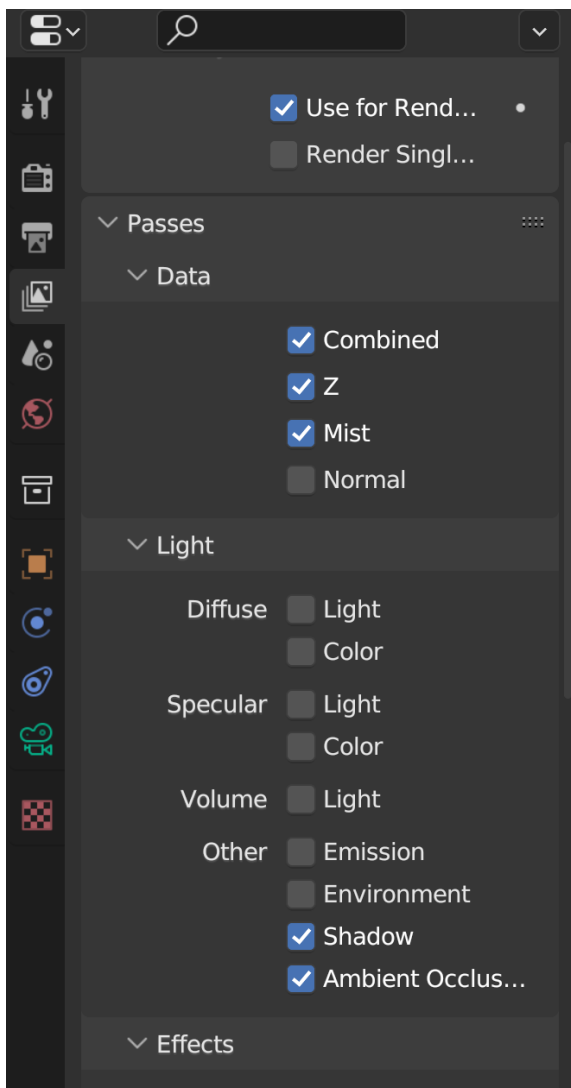 Use for Rend...
Render Singl...
Passes
Data
Combined
Z
Mist
Normal
Light
Diffuse Light
Color
Specular Light
Color
Volume Light
Other Emission
Environment
Shadow
Ambient Occlus...
Effects